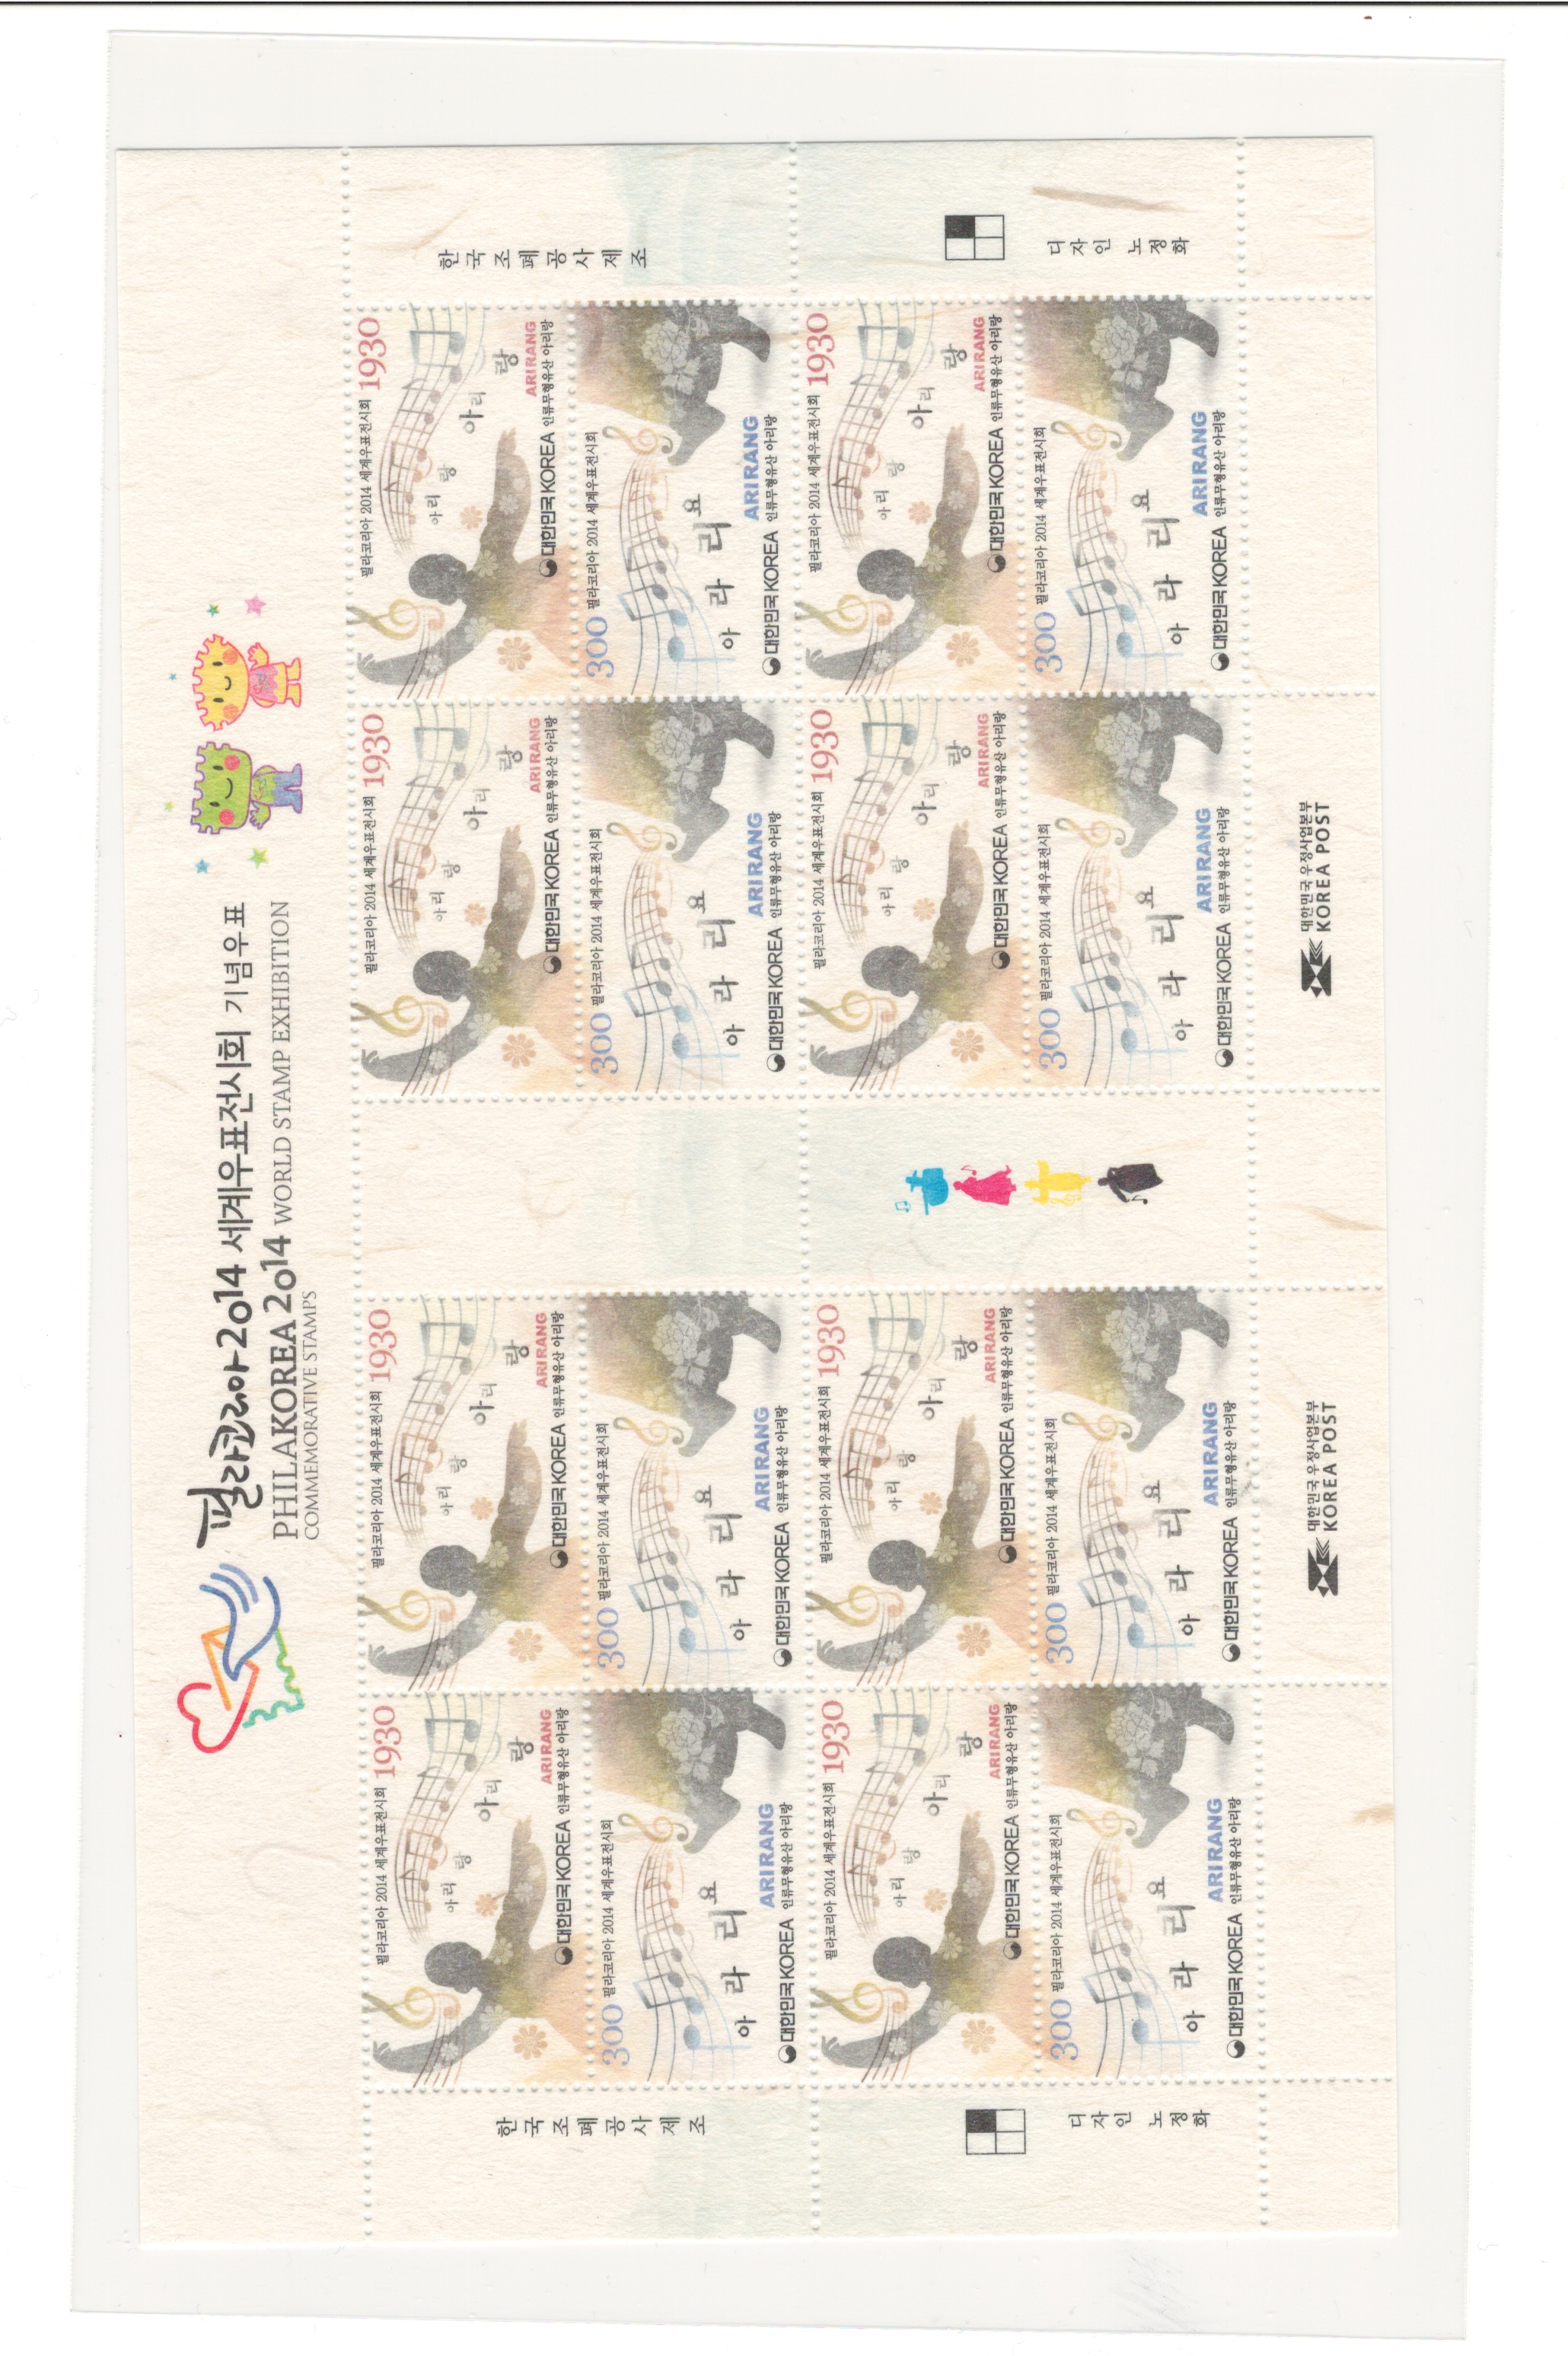 필라코리아 2014 세계우표전시회 기념우표
PHILAKOREA 2014 WORLD STAMP EXHIBITION
COMMEMORATIVE STAMPS
필라코리아 2014 세계우표전시회 1930
아리랑
아리랑
ARIRANG
대한민국 KOREA 인류무형유산 아리랑
필라코리아 2014 세계우표전시회 1930
아리랑
아리랑
ARIRANG
대한민국 KOREA 인류무형유산 아리랑
필라코리아 2014 세계우표전시회 1930
아리랑
아리랑
ARIRANG
대한민국 KOREA 인류무형유산 아리랑
필라코리아 2014 세계우표전시회 1930
아리랑
아리랑
ARIRANG
대한민국 KOREA 인류무형유산 아리랑
한국조폐공사제조
한국조폐공사제조
300 필라코리아 2014 세계우표전시회
아라리요
ARIRANG
대한민국 KOREA 인류무형유산 아리랑
300 필라코리아 2014 세계우표전시회
아라리요
ARIRANG
대한민국 KOREA 인류무형유산 아리랑
300 필라코리아 2014 세계우표전시회
아라리요
ARIRANG
대한민국 KOREA 인류무형유산 아리랑
300 필라코리아 2014 세계우표전시회
아라리요
ARIRANG
대한민국 KOREA 인류무형유산 아리랑
필라코리아 2014 세계우표전시회 1930
아리랑
아리랑
ARIRANG
대한민국 KOREA 인류무형유산 아리랑
필라코리아 2014 세계우표전시회 1930
아리랑
아리랑
ARIRANG
대한민국 KOREA 인류무형유산 아리랑
필라코리아 2014 세계우표전시회 1930
아리랑
아리랑
ARIRANG
대한민국 KOREA 인류무형유산 아리랑
필라코리아 2014 세계우표전시회 1930
아리랑
아리랑
ARIRANG
대한민국 KOREA 인류무형유산 아리랑
디자인 노정화
디자인 노정화
300 필라코리아 2014 세계우표전시회
아라리요
ARIRANG
대한민국 KOREA 인류무형유산 아리랑
300 필라코리아 2014 세계우표전시회
아라리요
ARIRANG
대한민국 KOREA 인류무형유산 아리랑
300 필라코리아 2014 세계우표전시회
아라리요
ARIRANG
대한민국 KOREA 인류무형유산 아리랑
300 필라코리아 2014 세계우표전시회
아라리요
ARIRANG
대한민국 KOREA 인류무형유산 아리랑
대한민국 우정사업본부
KOREA POST
대한민국 우정사업본부
KOREA POST